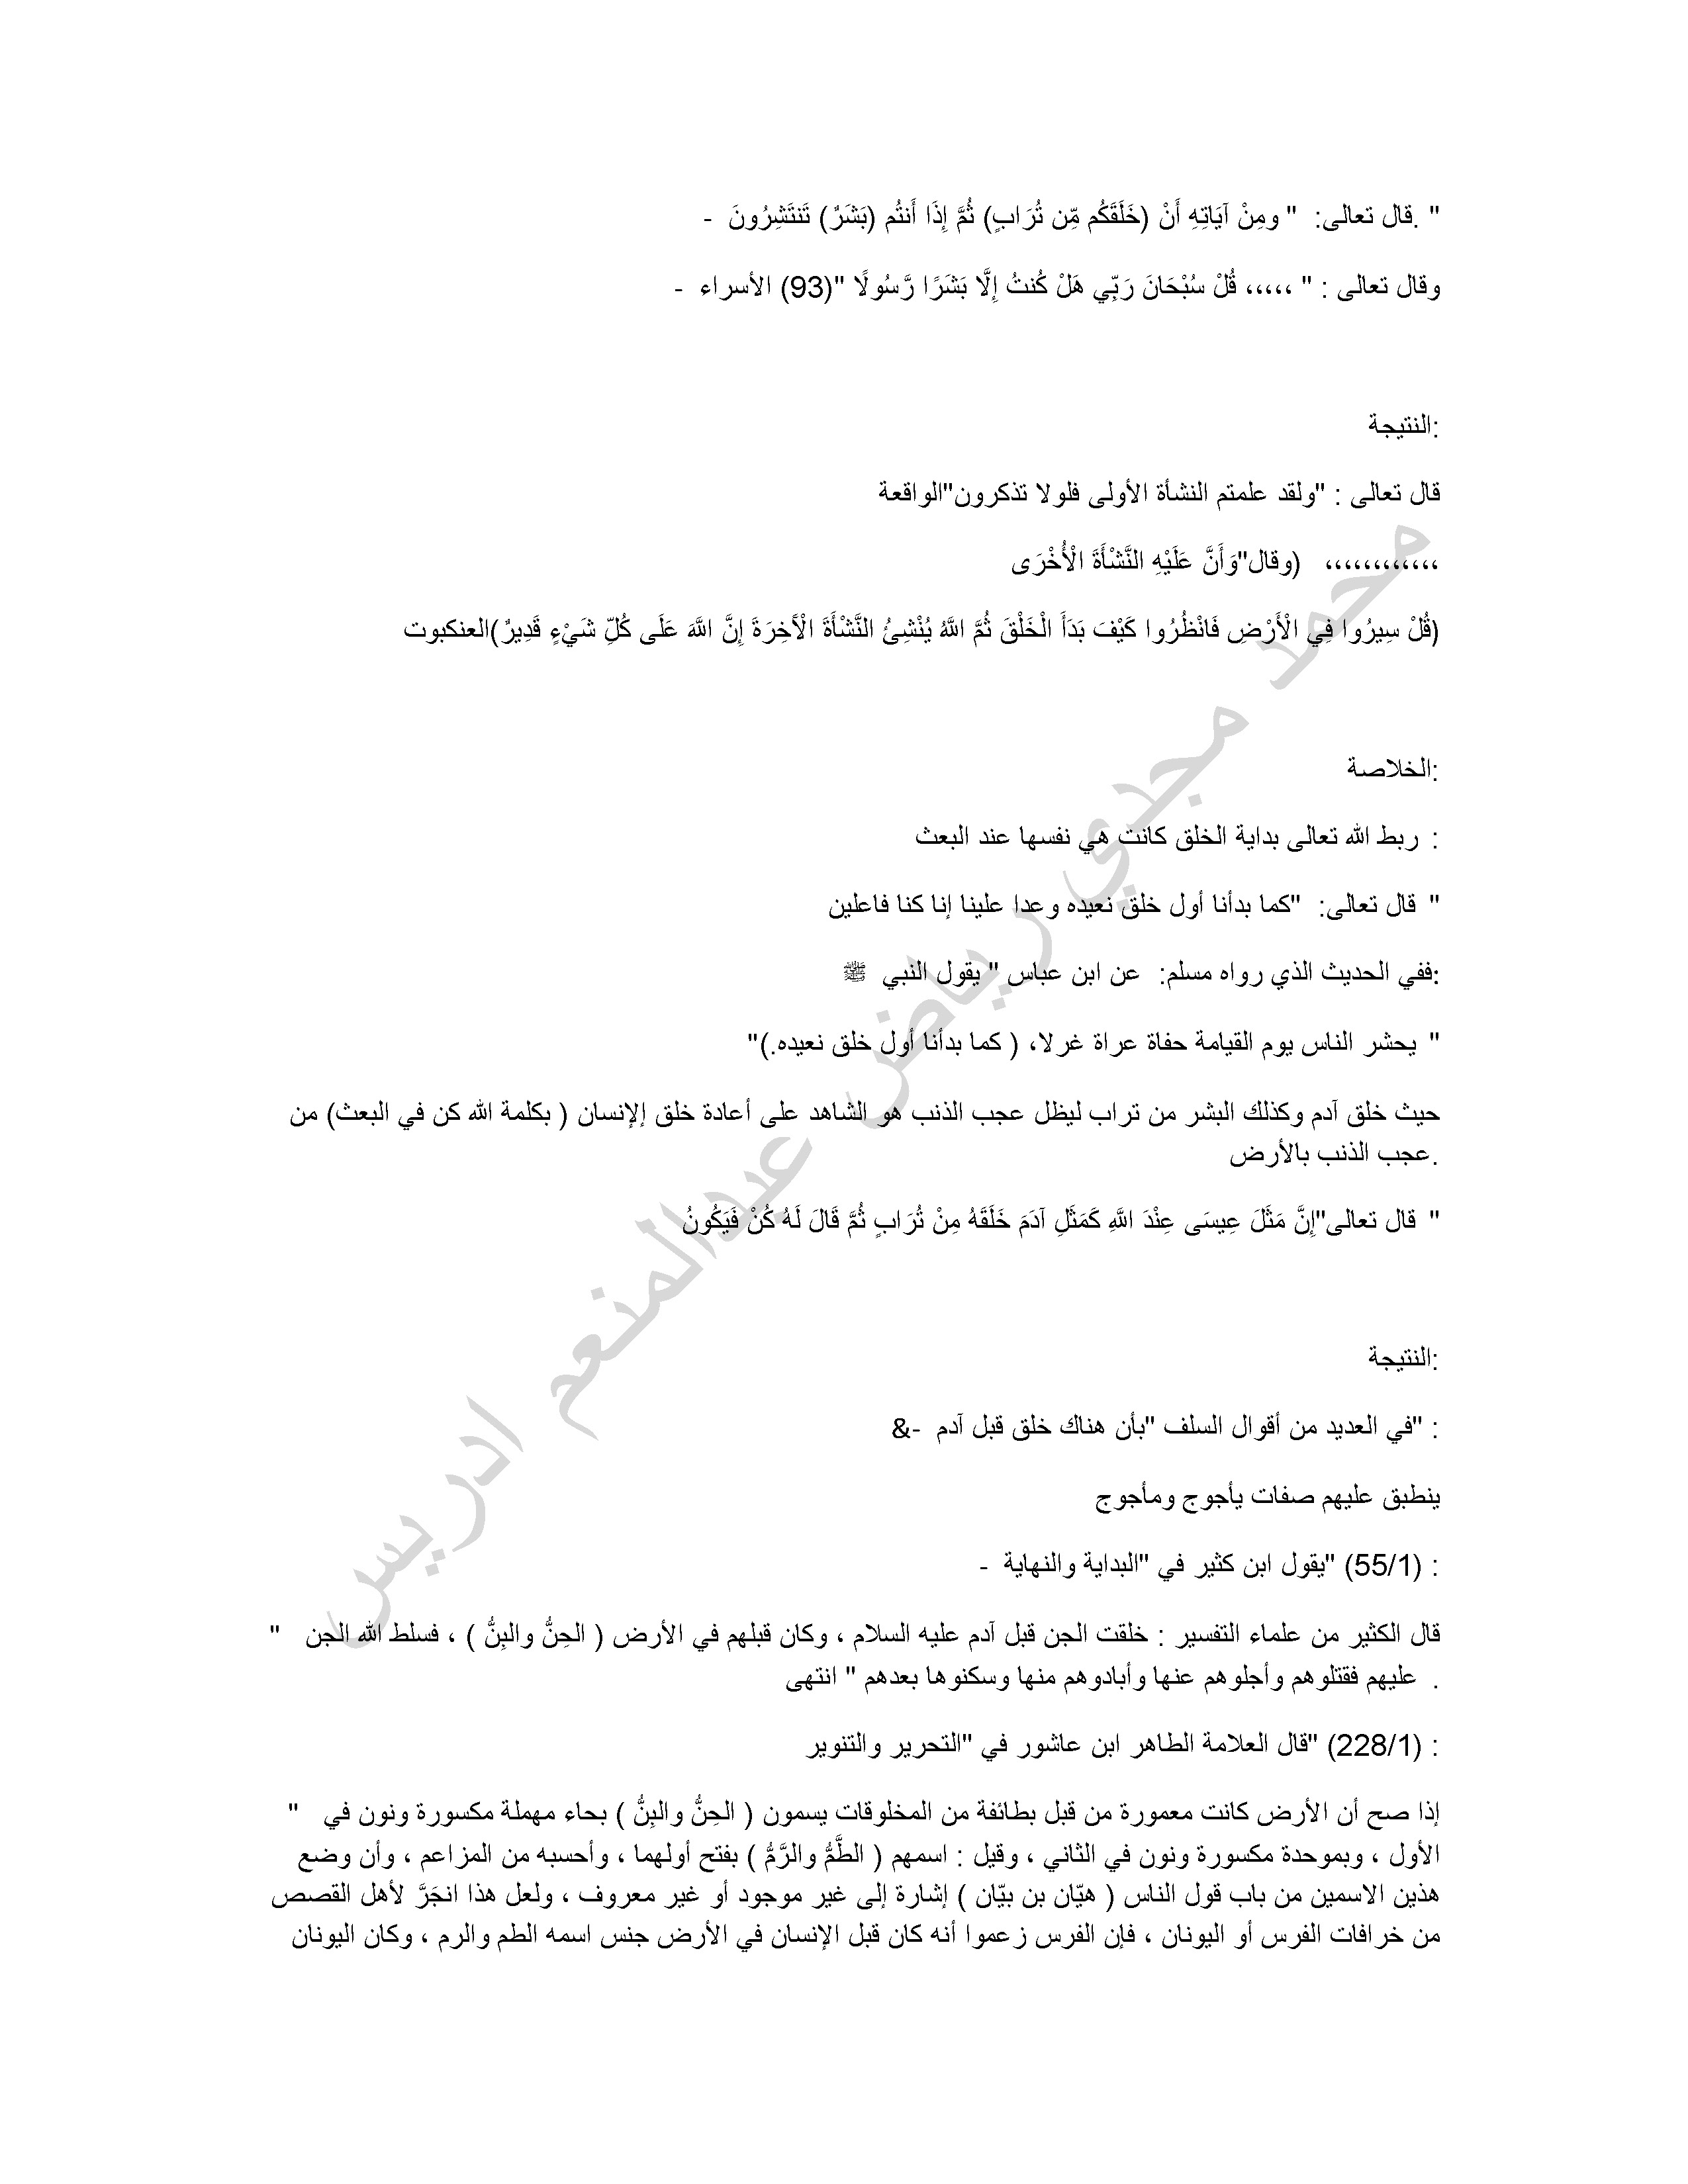 " .قال تعالى: " ومِنْ آيَاتِهِ أَنْ (خَلَقَكُم مِّن تُرَابٍ) ثُمَّ إِذَا أَنتُم (بَشَرٌ) تَنتَشِرُونَ -
وقال تعالى : " ،،،،، قُلْ سُبْحَانَ رَبِّي هَلْ كُنتُ إِلَّا بَشَرًا رَّسُولًا "(93) الأسراء -
:النتيجة
قال تعالى : "ولقد علمتم النشأة الأولى فلولا تذكرون"الواقعة
،،،،،،،،،،،، (وقال"وَأَنَّ عَلَيْهِ النَّشْأَةَ الْأُخْرَى
(قُلْ سِيرُوا فِي الْأَرْضِ فَانْظُرُوا كَيْفَ بَدَأَ الْخَلْقَ ثُمَّ اللَّهُ يُنْشِئُ النَّشْأَةَ الْآخِرَةَ إِنَّ اللَّهَ عَلَى كُلِّ شَيْءٍ قَدِيرٌ)العنكبوت
:الخلاصة
: ربط الله تعالى بداية الخلق كانت هي نفسها عند البعث
" قال تعالى: "كما بدأنا أول خلق نعيده وعدا علينا إنا كنا فاعلين
:ففي الحديث الذي رواه مسلم: عن ابن عباس " يقول النبي ﷺ
" يحشر الناس يوم القيامة حفاة عراة غرلا، ( كما بدأنا أول خلق نعيده.)"
حيث خلق آدم وكذلك البشر من تراب ليظل عجب الذنب هو الشاهد على أعادة خلق إلإنسان ( بكلمة الله كن في البعث) من
.عجب الذنب بالأرض
" قال تعالى"إِنَّ مَثَلَ عِيسَى عِنْدَ اللَّهِ كَمَثَلِ آدَمَ خَلَقَهُ مِنْ تُرَابٍ ثُمَّ قَالَ لَهُ كُنْ فَيَكُونُ
:النتيجة
: "في العديد من أقوال السلف "بأن هناك خلق قبل آدم -&
ينطبق عليهم صفات يأجوج ومأجوج
: (55/1) "يقول ابن كثير في "البداية والنهاية -
قال الكثير من علماء التفسير : خلقت الجن قبل آدم عليه السلام ، وكان قبلهم في الأرض ( الحِنُّ والبِنُّ ) ، فسلط الله الجن "
. عليهم فقتلوهم وأجلوهم عنها وأبادوهم منها وسكنوها بعدهم " انتهى
: (228/1) "قال العلامة الطاهر ابن عاشور في "التحرير والتنوير
إذا صح أن الأرض كانت معمورة من قبل بطائفة من المخلوقات يسمون ( الحِنُّ والبِنُّ ) بحاء مهملة مكسورة ونون في "
الأول ، وبموحدة مكسورة ونون في الثاني ، وقيل : اسمهم ( الطَّمُّ والرَّمُّ ) بفتح أولهما ، وأحسبه من المزاعم ، وأن وضع
هذين الاسمين من باب قول الناس ( هيّان بن بيّان ) إشارة إلى غير موجود أو غير معروف ، ولعل هذا انجَرَّ لأهل القصص
من خرافات الفرس أو اليونان ، فإن الفرس زعموا أنه كان قبل الإنسان في الأرض جنس اسمه الطم والرم ، وكان اليونان
محمد مجدي رياض عبدالمنعم ادريس